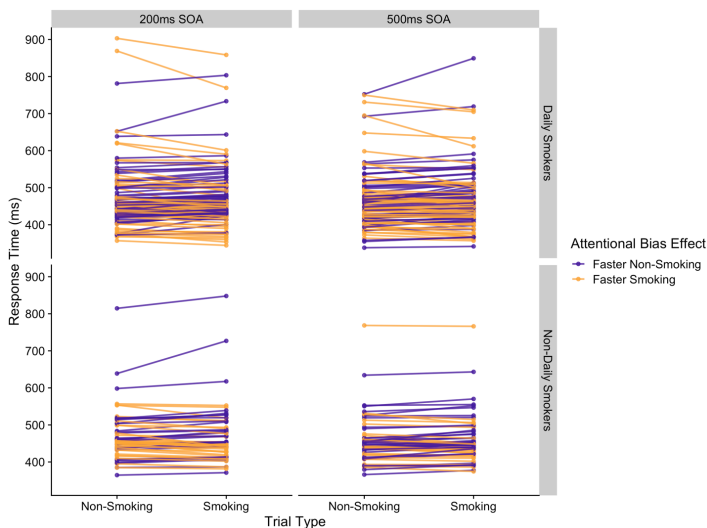 200ms SOA
500ms SOA
900
800
700
600
500
400
Daily Smokers
900
800
700
600
500
400
Non-Daily Smokers
Response Time (ms)
Non-Smoking
Smoking
Non-Smoking
Smoking
Trial Type
Attentional Bias Effect
Faster Non-Smoking
Faster Smoking